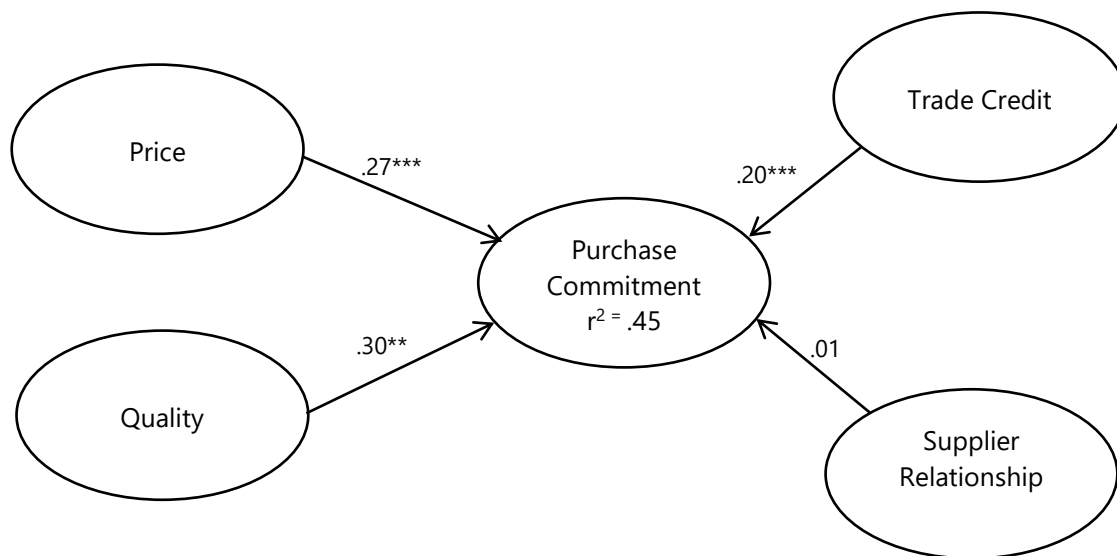 Trade Credit
Price
.27***
.20***
Purchase
Commitment
r² = .45
.30**
.01
Quality
Supplier
Relationship